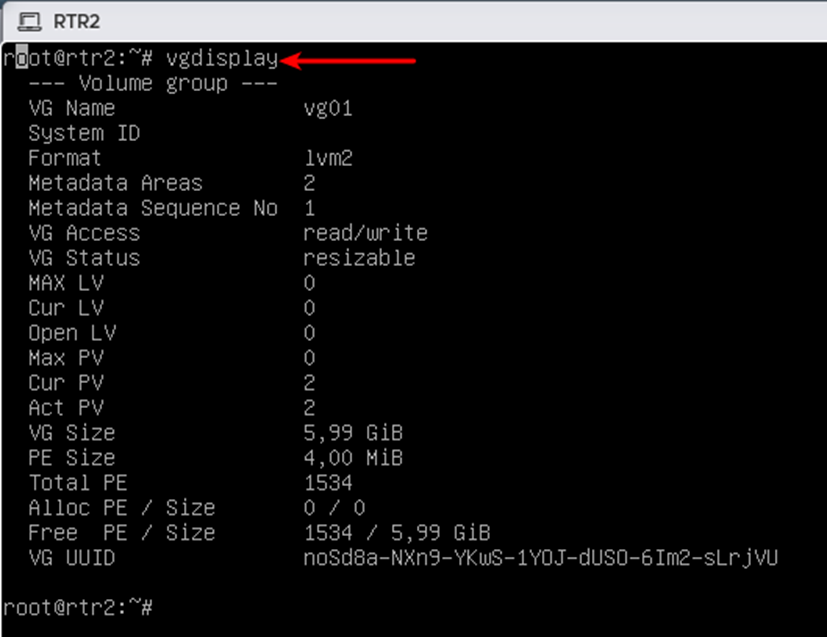 RTR2
root@rtr2:~# vgdisplay
--- Volume group ---
VG Name vg01
System ID
Format lvm2
Metadata Areas 2
Metadata Sequence No 1
VG Access read/write
VG Status resizable
MAX LV 0
Cur LV 0
Open LV 0
Max PV 0
Cur PV 2
Act PV 2
VG Size 5,99 GiB
PE Size 4,00 MiB
Total PE 1534
Alloc PE / Size 0 / 0
Free PE / Size 1534 / 5,99 GiB
VG UUID noSd8a-NXn9-YKwS-1YOJ-dUSO-6Im2-sLrjVU
root@rtr2:~#